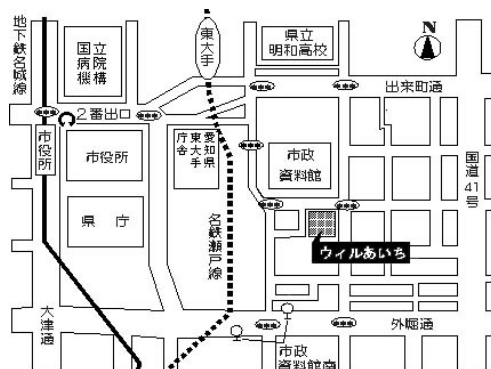 地下鉄名城線
国立
病院
機構
東大手
県立
明和高校
N
出来町通
2番出口
市役所
市役所
愛知県
東大手
庁舎
市政
資料館
国道41号
県庁
名鉄瀬戸線
ウィルあいち
大津通
外堀通
市政
資料館南